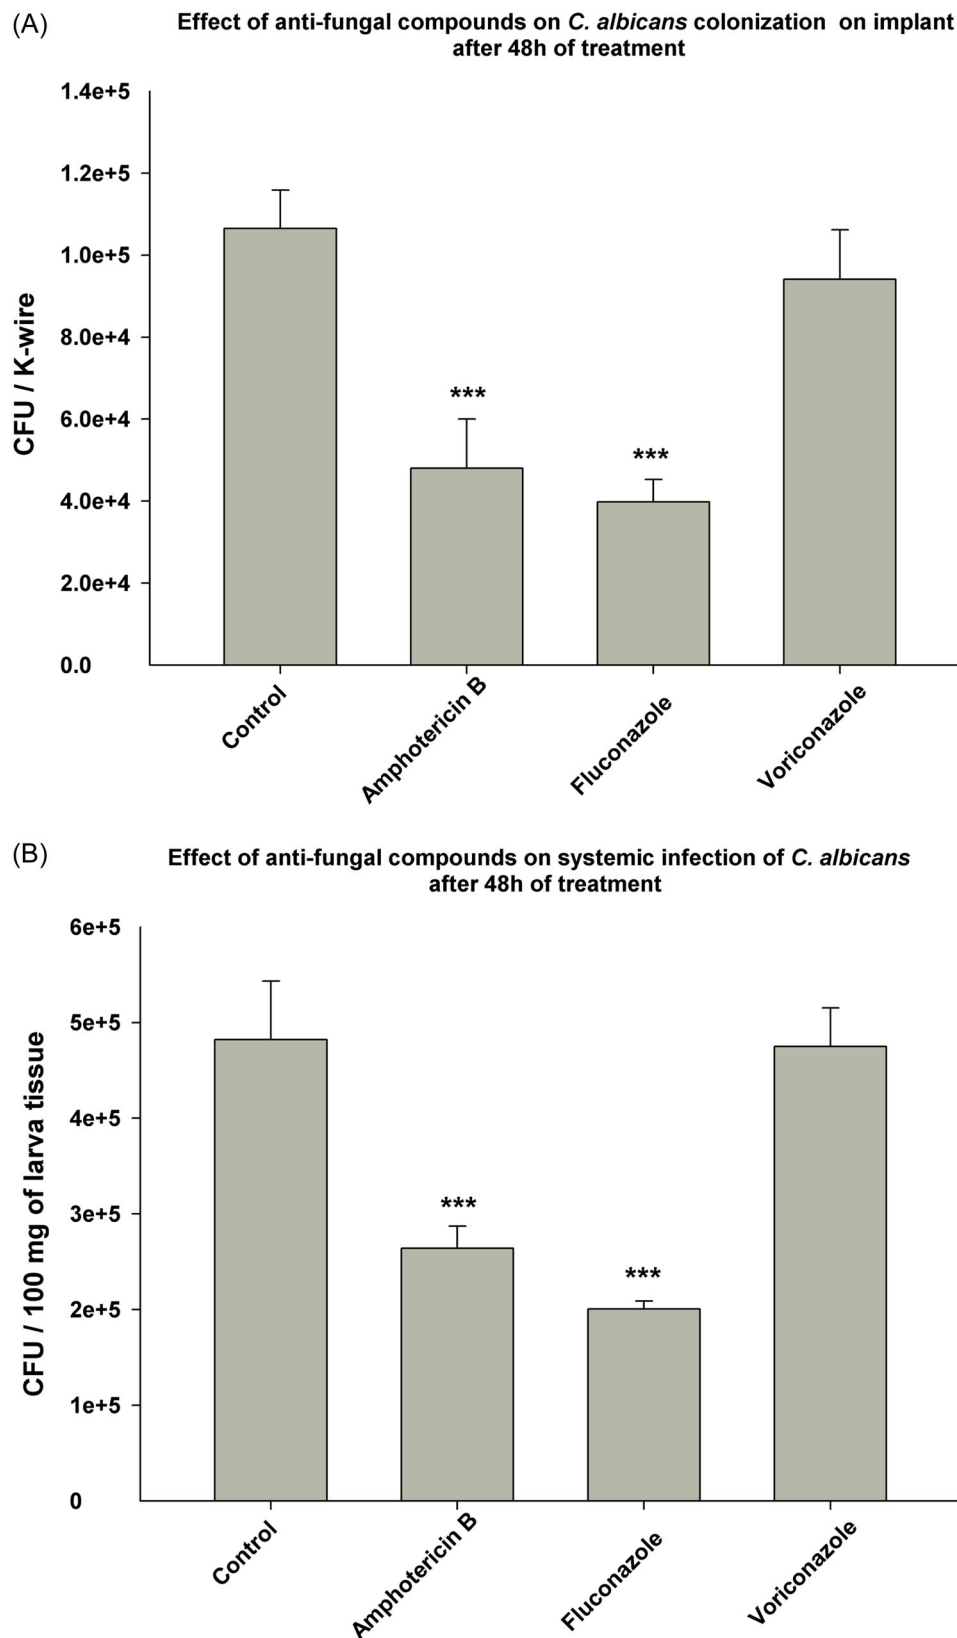 (A)
Effect of anti-fungal compounds on C. albicans colonization on implant
after 48h of treatment
1.4e+5
1.2e+5
1.0e+5
8.0e+4
6.0e+4
4.0e+4
2.0e+4
0.0
CFU / K-wire
***
***
Control
Amphotericin B
Fluconazole
Voriconazole
(B)
Effect of anti-fungal compounds on systemic infection of C. albicans
after 48h of treatment
6e+5
5e+5
4e+5
3e+5
2e+5
1e+5
0
CFU / 100 mg of larva tissue
***
***
Control
Amphotericin B
Fluconazole
Voriconazole